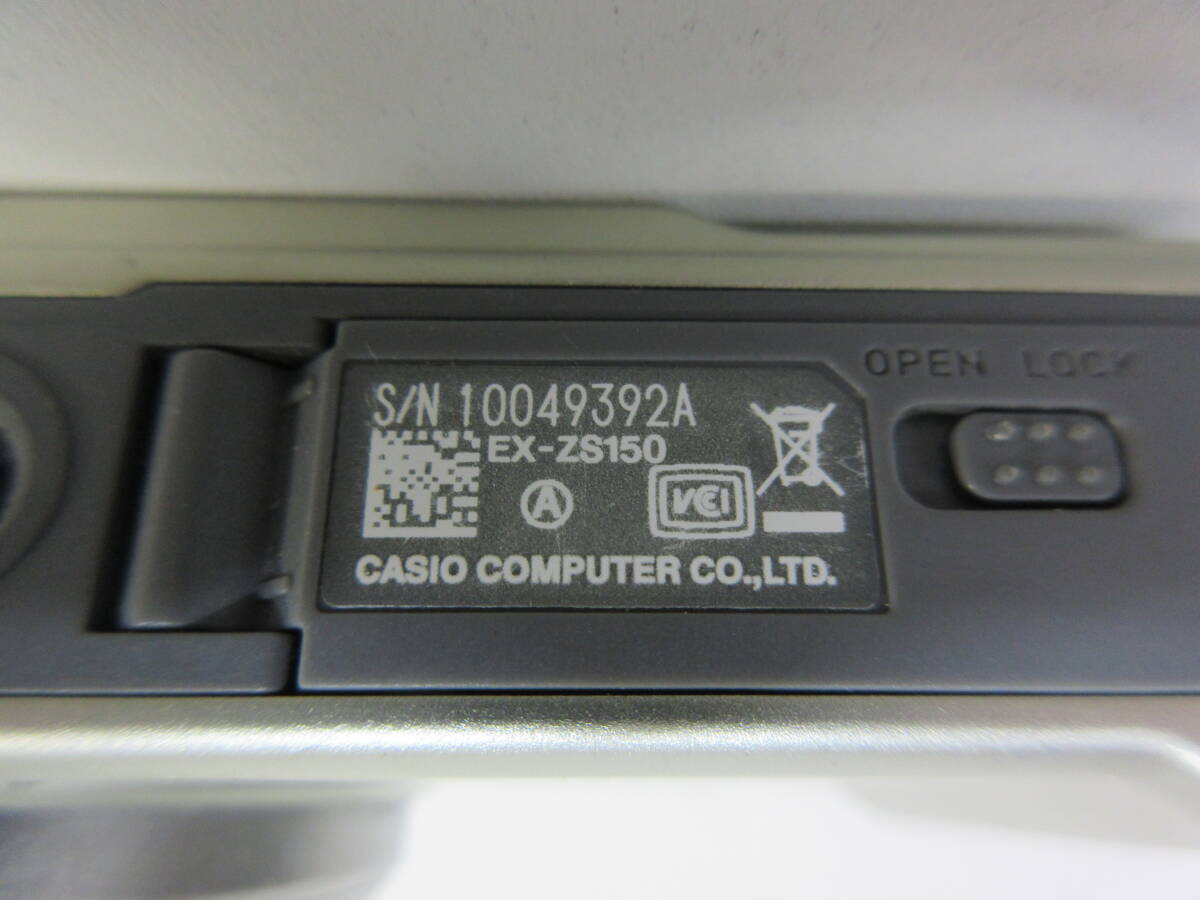 OPEN LOCK
S/N 10049392A
EX-ZS150
A
VCI
CASIO COMPUTER CO.,LTD.